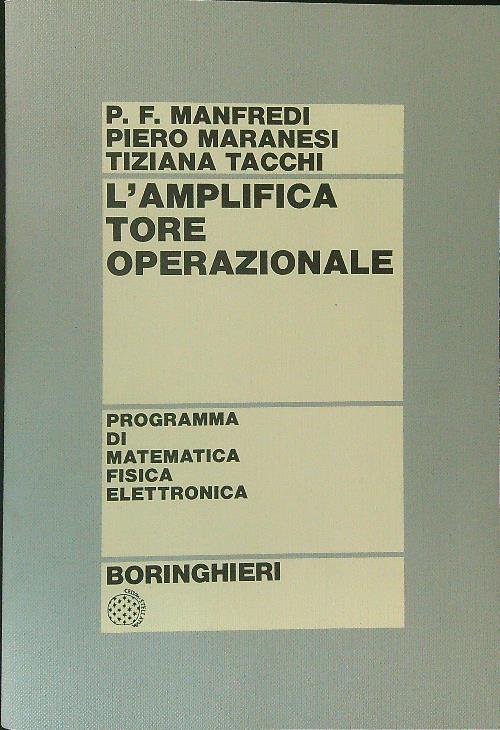 P. F. MANFREDI
PIERO MARANESI
TIZIANA TACCHI
L'AMPLIFICA
TORE
OPERAZIONALE
PROGRAMMA
DI
MATEMATICA
FISICA
ELETTRONICA
BORINGHIERI